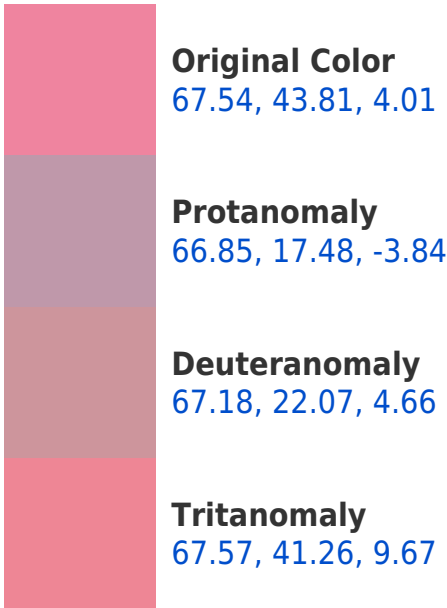 Original Color
67.54, 43.81, 4.01
Protanomaly
66.85, 17.48, -3.84
Deuteranomaly
67.18, 22.07, 4.66
Tritanomaly
67.57, 41.26, 9.67